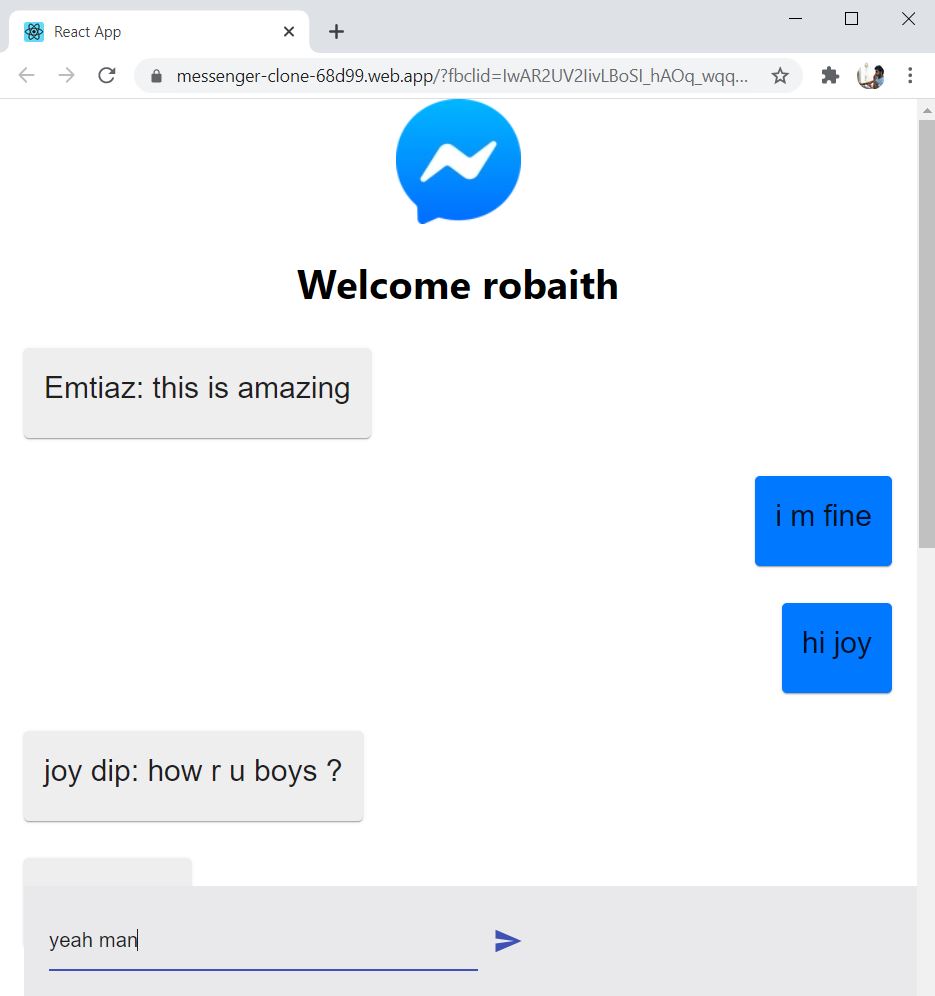 React App
messenger-clone-68d99.web.app/?fbclid=IwAR2UV2IivLBoSI_hAOq_wqq...
Welcome robaith
Emtiaz: this is amazing
i m fine
hi joy
joy dip: how r u boys ?
yeah man